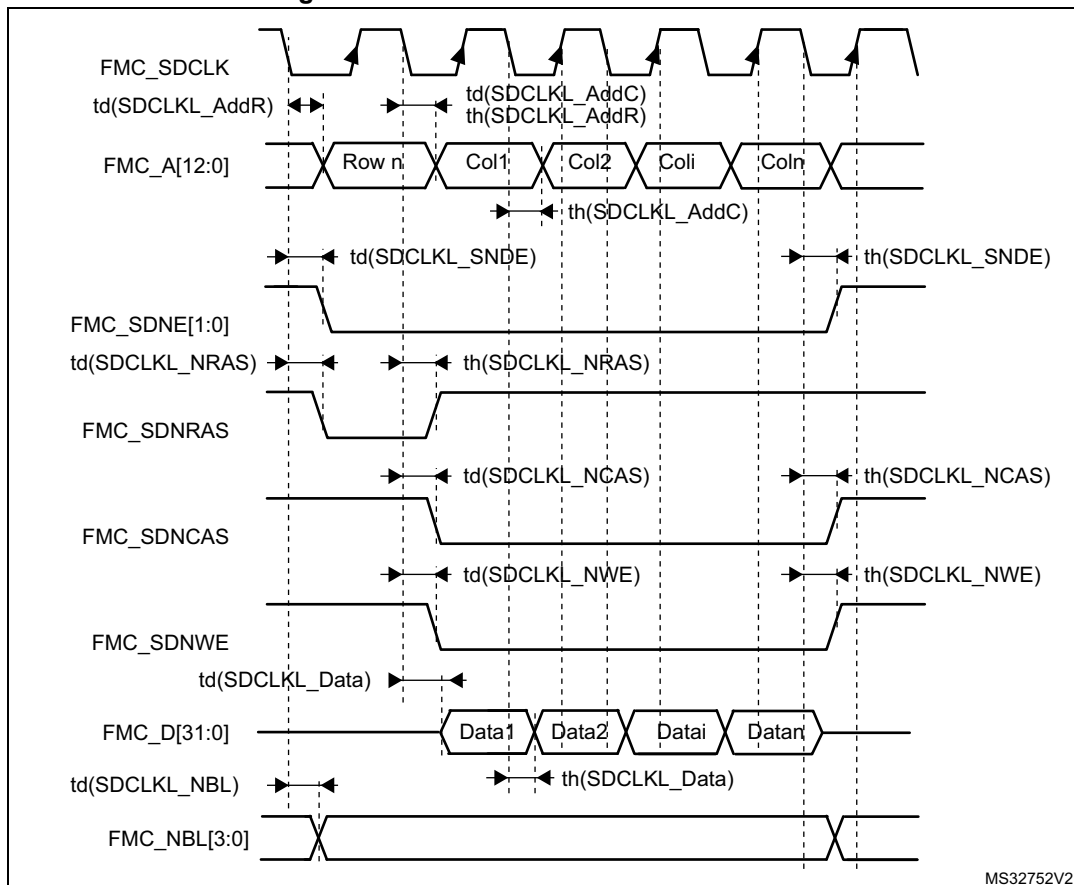 FMC_SDCLK
td(SDCLKL_AddR)
td(SDCLKL_AddC)
th(SDCLKL_AddR)
FMC_A[12:0]
Row n
Col1
Col2
Coli
Coln
th(SDCLKL_AddC)
td(SDCLKL_SNDE)
th(SDCLKL_SNDE)
FMC_SDNE[1:0]
td(SDCLKL_NRAS)
th(SDCLKL_NRAS)
FMC_SDNRAS
td(SDCLKL_NCAS)
th(SDCLKL_NCAS)
FMC_SDNCAS
td(SDCLKL_NWE)
th(SDCLKL_NWE)
FMC_SDNWE
td(SDCLKL_Data)
FMC_D[31:0]
Data1
Data2
Datai
Datan
th(SDCLKL_Data)
td(SDCLKL_NBL)
FMC_NBL[3:0]
MS32752V2